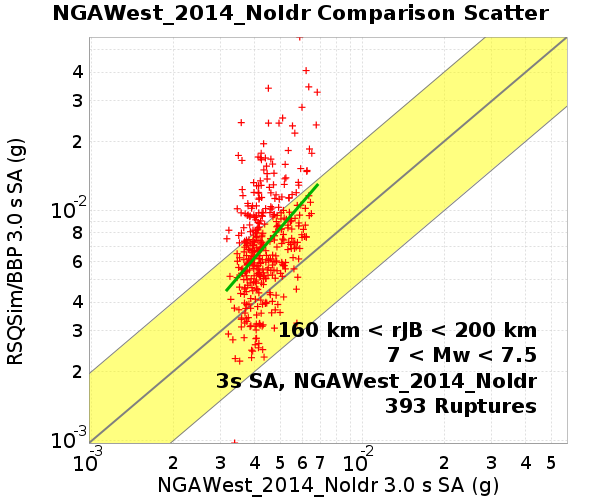 NGAWest_2014_NoIdr Comparison Scatter
RSQSim/BBP 3.0 s SA (g)
4
3
2
10-2
8
6
4
3
2
10-3
160 km < rJB < 200 km
7 < Mw < 7.5
3s SA, NGAWest_2014_NoIdr
393 Ruptures
10-3 2 3 4 5 6 7 10-2 2 3 4 5
NGAWest_2014_NoIdr 3.0 s SA (g)